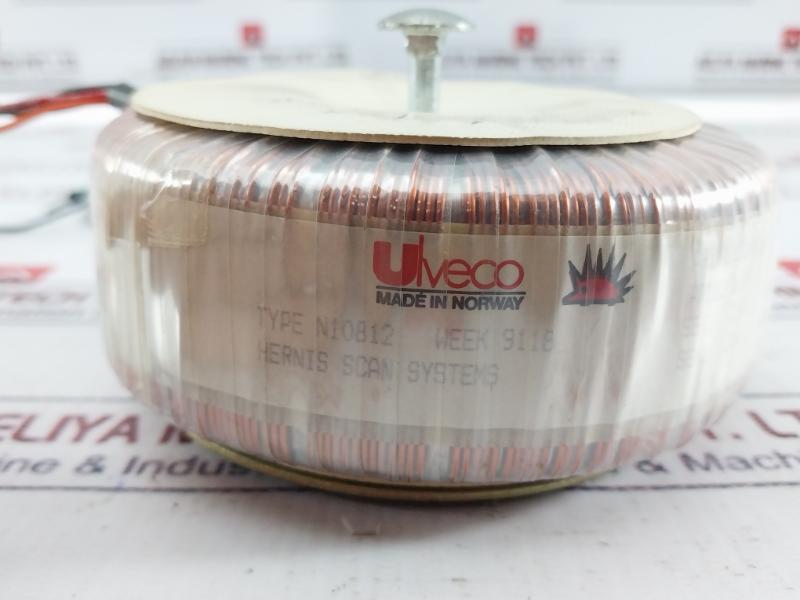 Ulveco
MADE IN NORWAY
TYPE N10812 WEEK 9118
HERNIS SCAN SYSTEMS